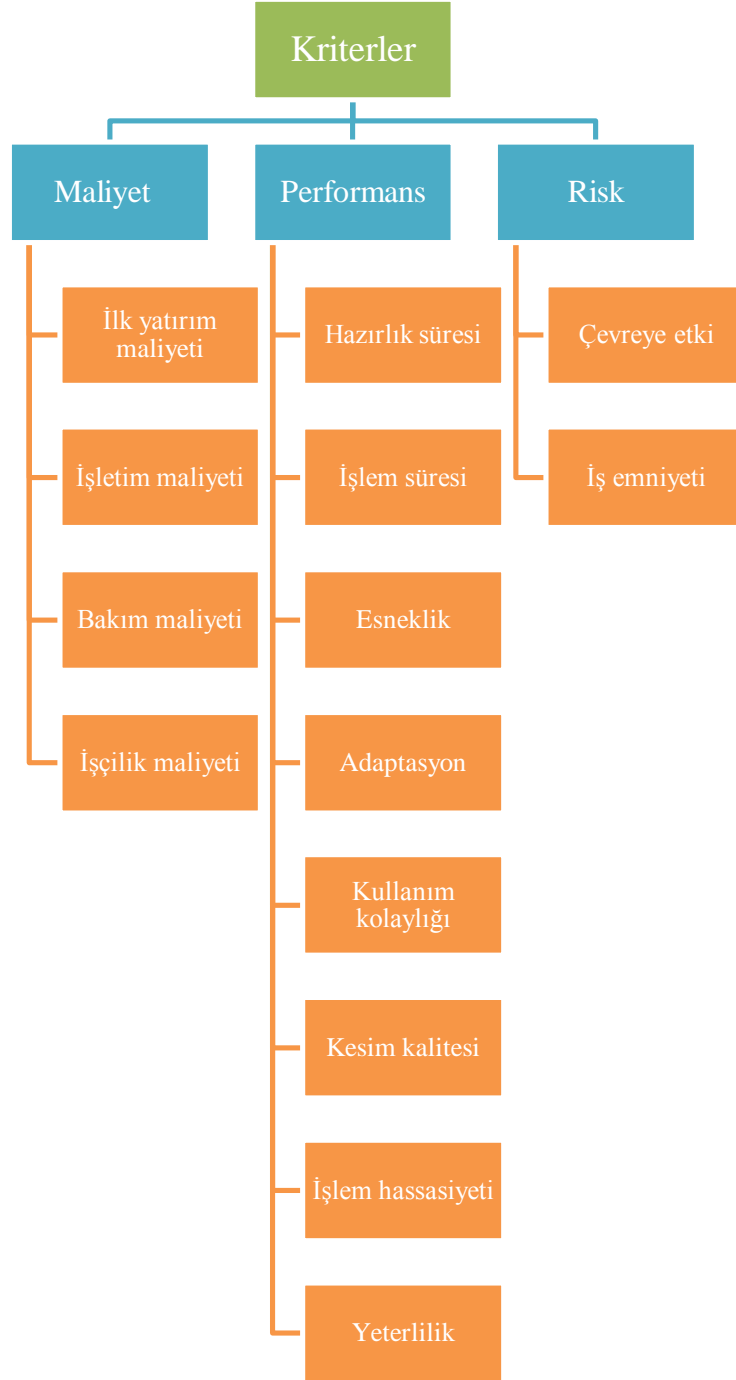 Kriterler
Maliyet
Performans
Risk
İlk yatırım
maliyeti
İşletim maliyeti
Bakım maliyeti
İşçilik maliyeti
Hazırlık süresi
İşlem süresi
Esneklik
Adaptasyon
Kullanım
kolaylığı
Kesim kalitesi
İşlem hassasiyeti
Yeterlilik
Çevreye etki
İş emniyeti